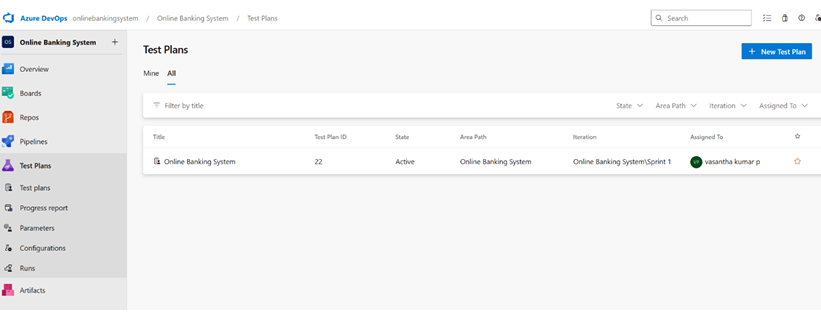 Azure DevOps onlinebankingsystem / Online Banking System / Test Plans Search
OS Online Banking System +
Overview
Boards
Repos
Pipelines
Test Plans
Test plans
Progress report
Parameters
Configurations
Runs
Artifacts
Test Plans
+ New Test Plan
Mine All
Filter by title State Area Path Iteration Assigned To
Title Test Plan ID State Area Path Iteration Assigned To
Online Banking System 22 Active Online Banking System Online Banking System\Sprint 1 VP vasantha kumar p